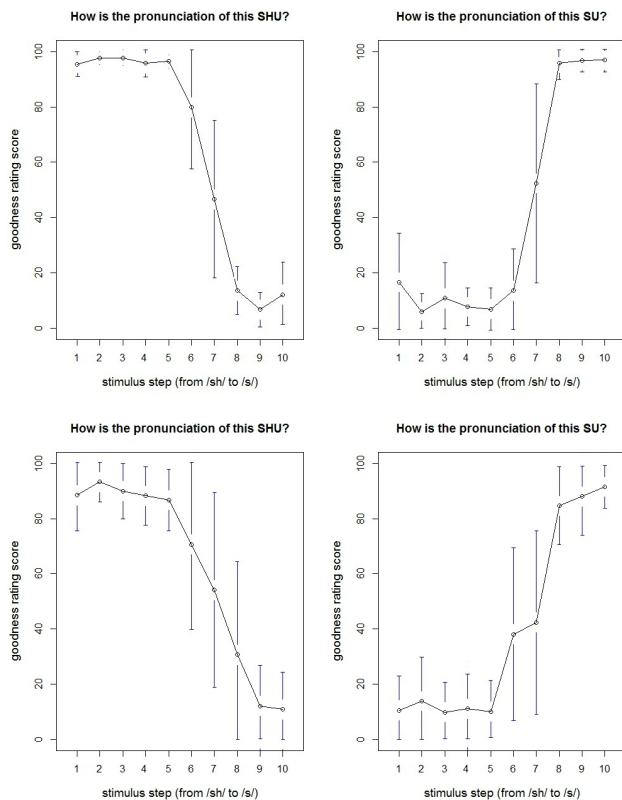 How is the pronunciation of this SHU?
goodness rating score
100
80
60
40
20
0
1 2 3 4 5 6 7 8 9 10
stimulus step (from /sh/ to /s/)
How is the pronunciation of this SU?
goodness rating score
100
80
60
40
20
0
1 2 3 4 5 6 7 8 9 10
stimulus step (from /sh/ to /s/)
How is the pronunciation of this SHU?
goodness rating score
100
80
60
40
20
0
1 2 3 4 5 6 7 8 9 10
stimulus step (from /sh/ to /s/)
How is the pronunciation of this SU?
goodness rating score
100
80
60
40
20
0
1 2 3 4 5 6 7 8 9 10
stimulus step (from /sh/ to /s/)